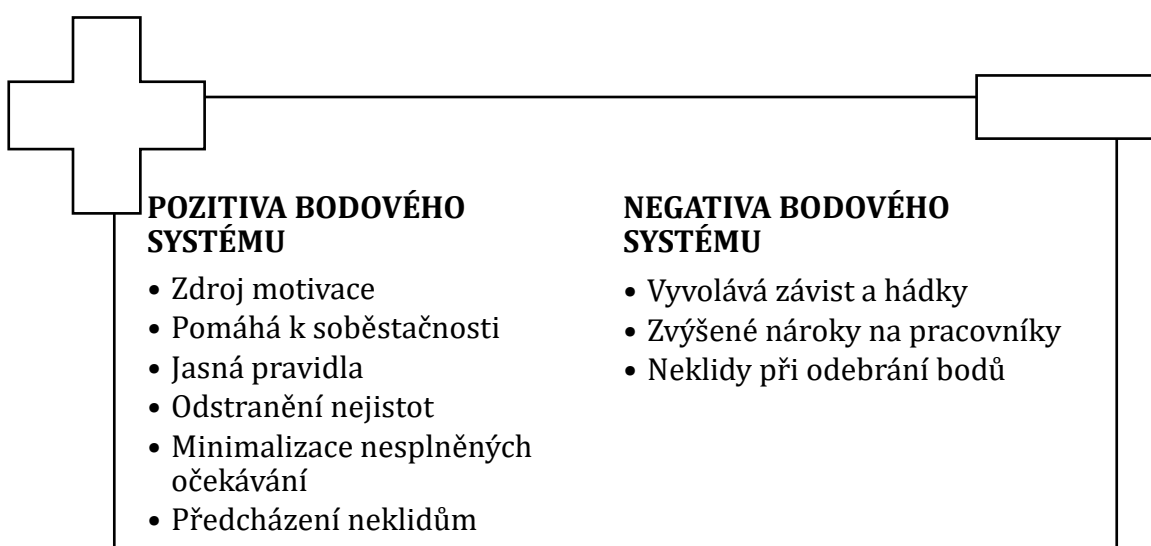 POZITIVA BODOVÉHO
SYSTÉMU
• Zdroj motivace
• Pomáhá k soběstačnosti
• Jasná pravidla
• Odstranění nejistot
• Minimalizace nesplněných
očekávání
• Předcházení neklidům
NEGATIVA BODOVÉHO
SYSTÉMU
• Vyvolává závist a hádky
• Zvýšené nároky na pracovníky
• Neklidy při odebrání bodů